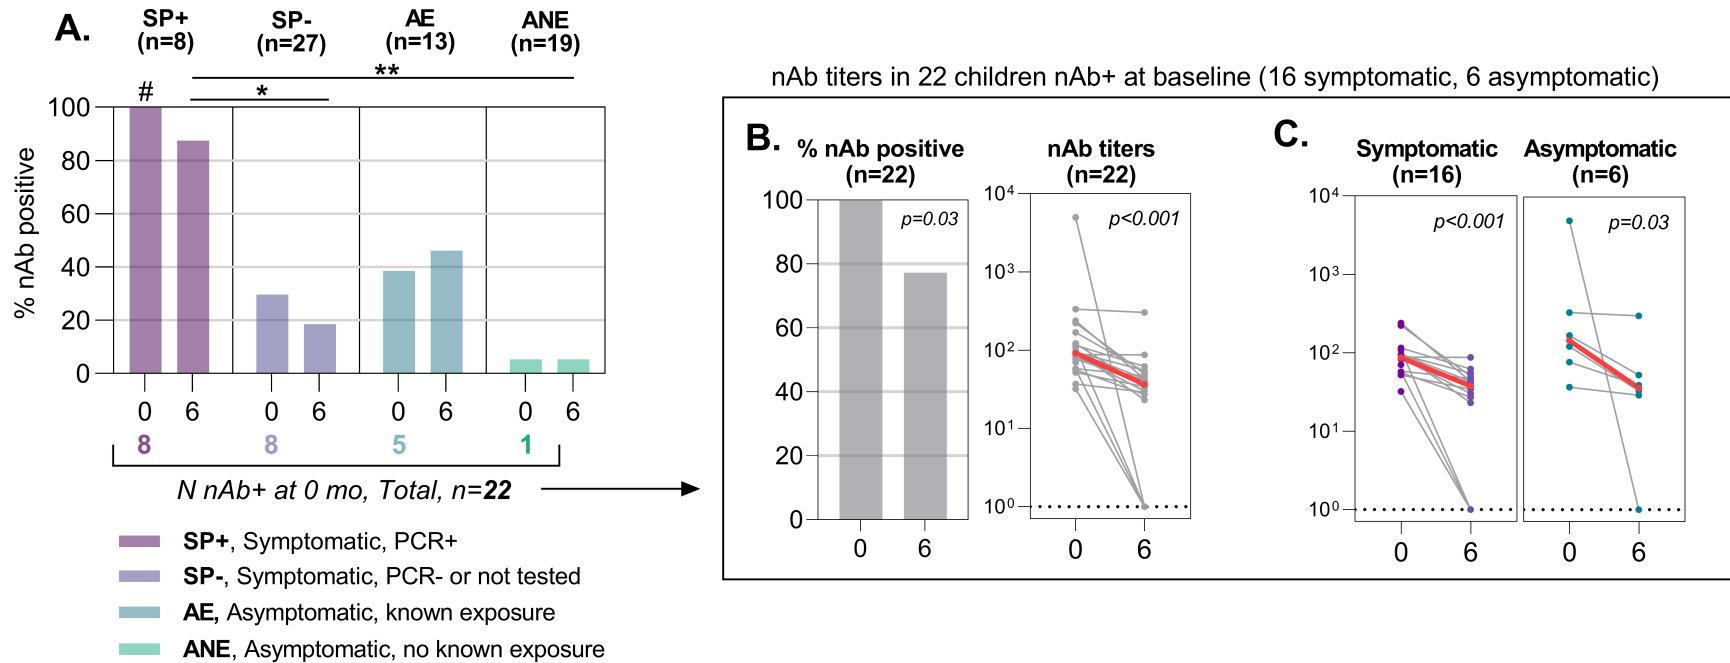 A.
SP+
(n=8)
SP-
(n=27)
AE
(n=13)
ANE
(n=19)
**
*
#
% nAb positive
100
80
60
40
20
0
0 6 0 6 0 6 0 6
8 8 5 1
N nAb+ at 0 mo, Total, n=22
SP+, Symptomatic, PCR+
SP-, Symptomatic, PCR- or not tested
AE, Asymptomatic, known exposure
ANE, Asymptomatic, no known exposure
nAb titers in 22 children nAb+ at baseline (16 symptomatic, 6 asymptomatic)
B.
% nAb positive
(n=22)
p=0.03
100
80
60
40
20
0
0 6
nAb titers
(n=22)
p<0.001
10⁴
10³
10²
10¹
10⁰
0 6
C.
Symptomatic
(n=16)
p<0.001
10⁴
10³
10²
10¹
10⁰
0 6
Asymptomatic
(n=6)
p=0.03
0 6